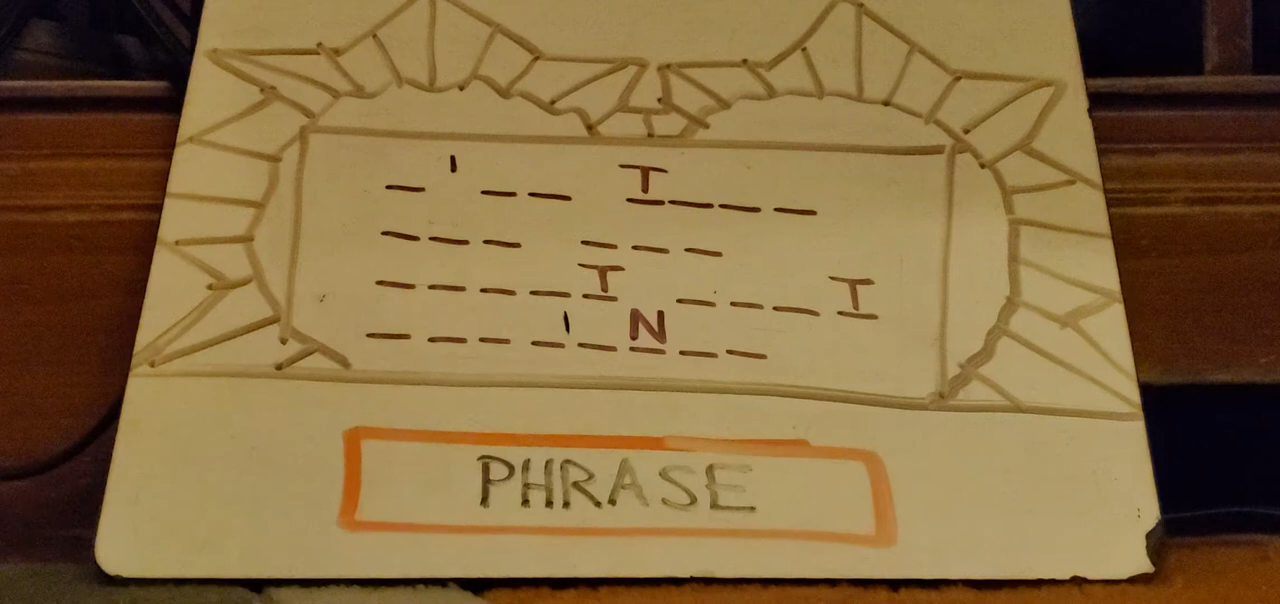 _ ' _ _ T _ _ _
_ _ _ _ _ _
_ _ _ _ T _ _ _ T
_ _ _ _ ' _ N _ _
PHRASE